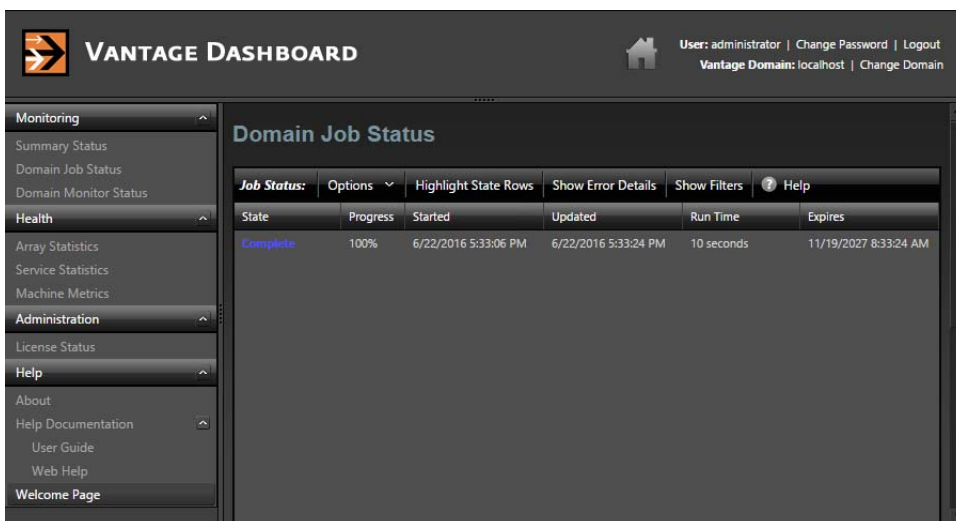 VANTAGE DASHBOARD
User: administrator | Change Password | Logout
Vantage Domain: localhost | Change Domain
Monitoring
Summary Status
Domain Job Status
Domain Monitor Status
Health
Array Statistics
Service Statistics
Machine Metrics
Administration
License Status
Help
About
Help Documentation
User Guide
Web Help
Welcome Page
Domain Job Status
Job Status: Options Highlight State Rows Show Error Details Show Filters ? Help
State Progress Started Updated Run Time Expires
Complete 100% 6/22/2016 5:33:06 PM 6/22/2016 5:33:24 PM 10 seconds 11/19/2027 8:33:24 AM